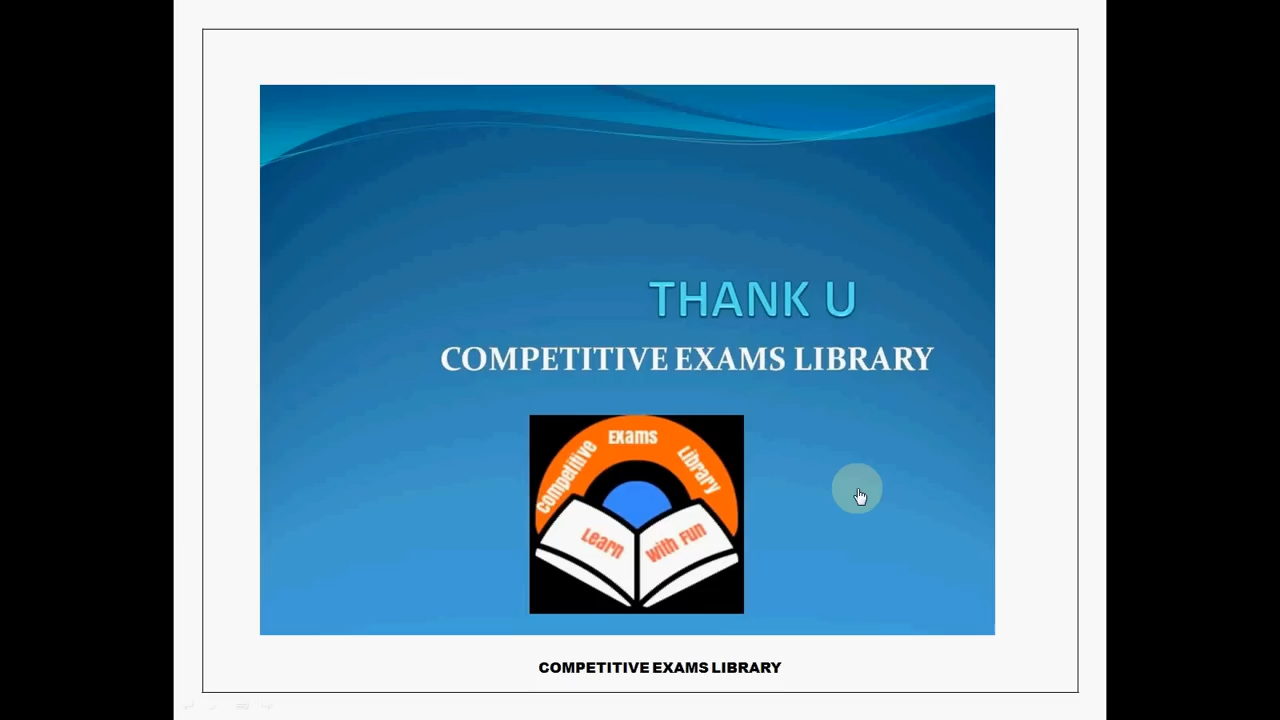 THANK U
COMPETITIVE EXAMS LIBRARY
Competitive Exams Library
Learn With Fun
COMPETITIVE EXAMS LIBRARY